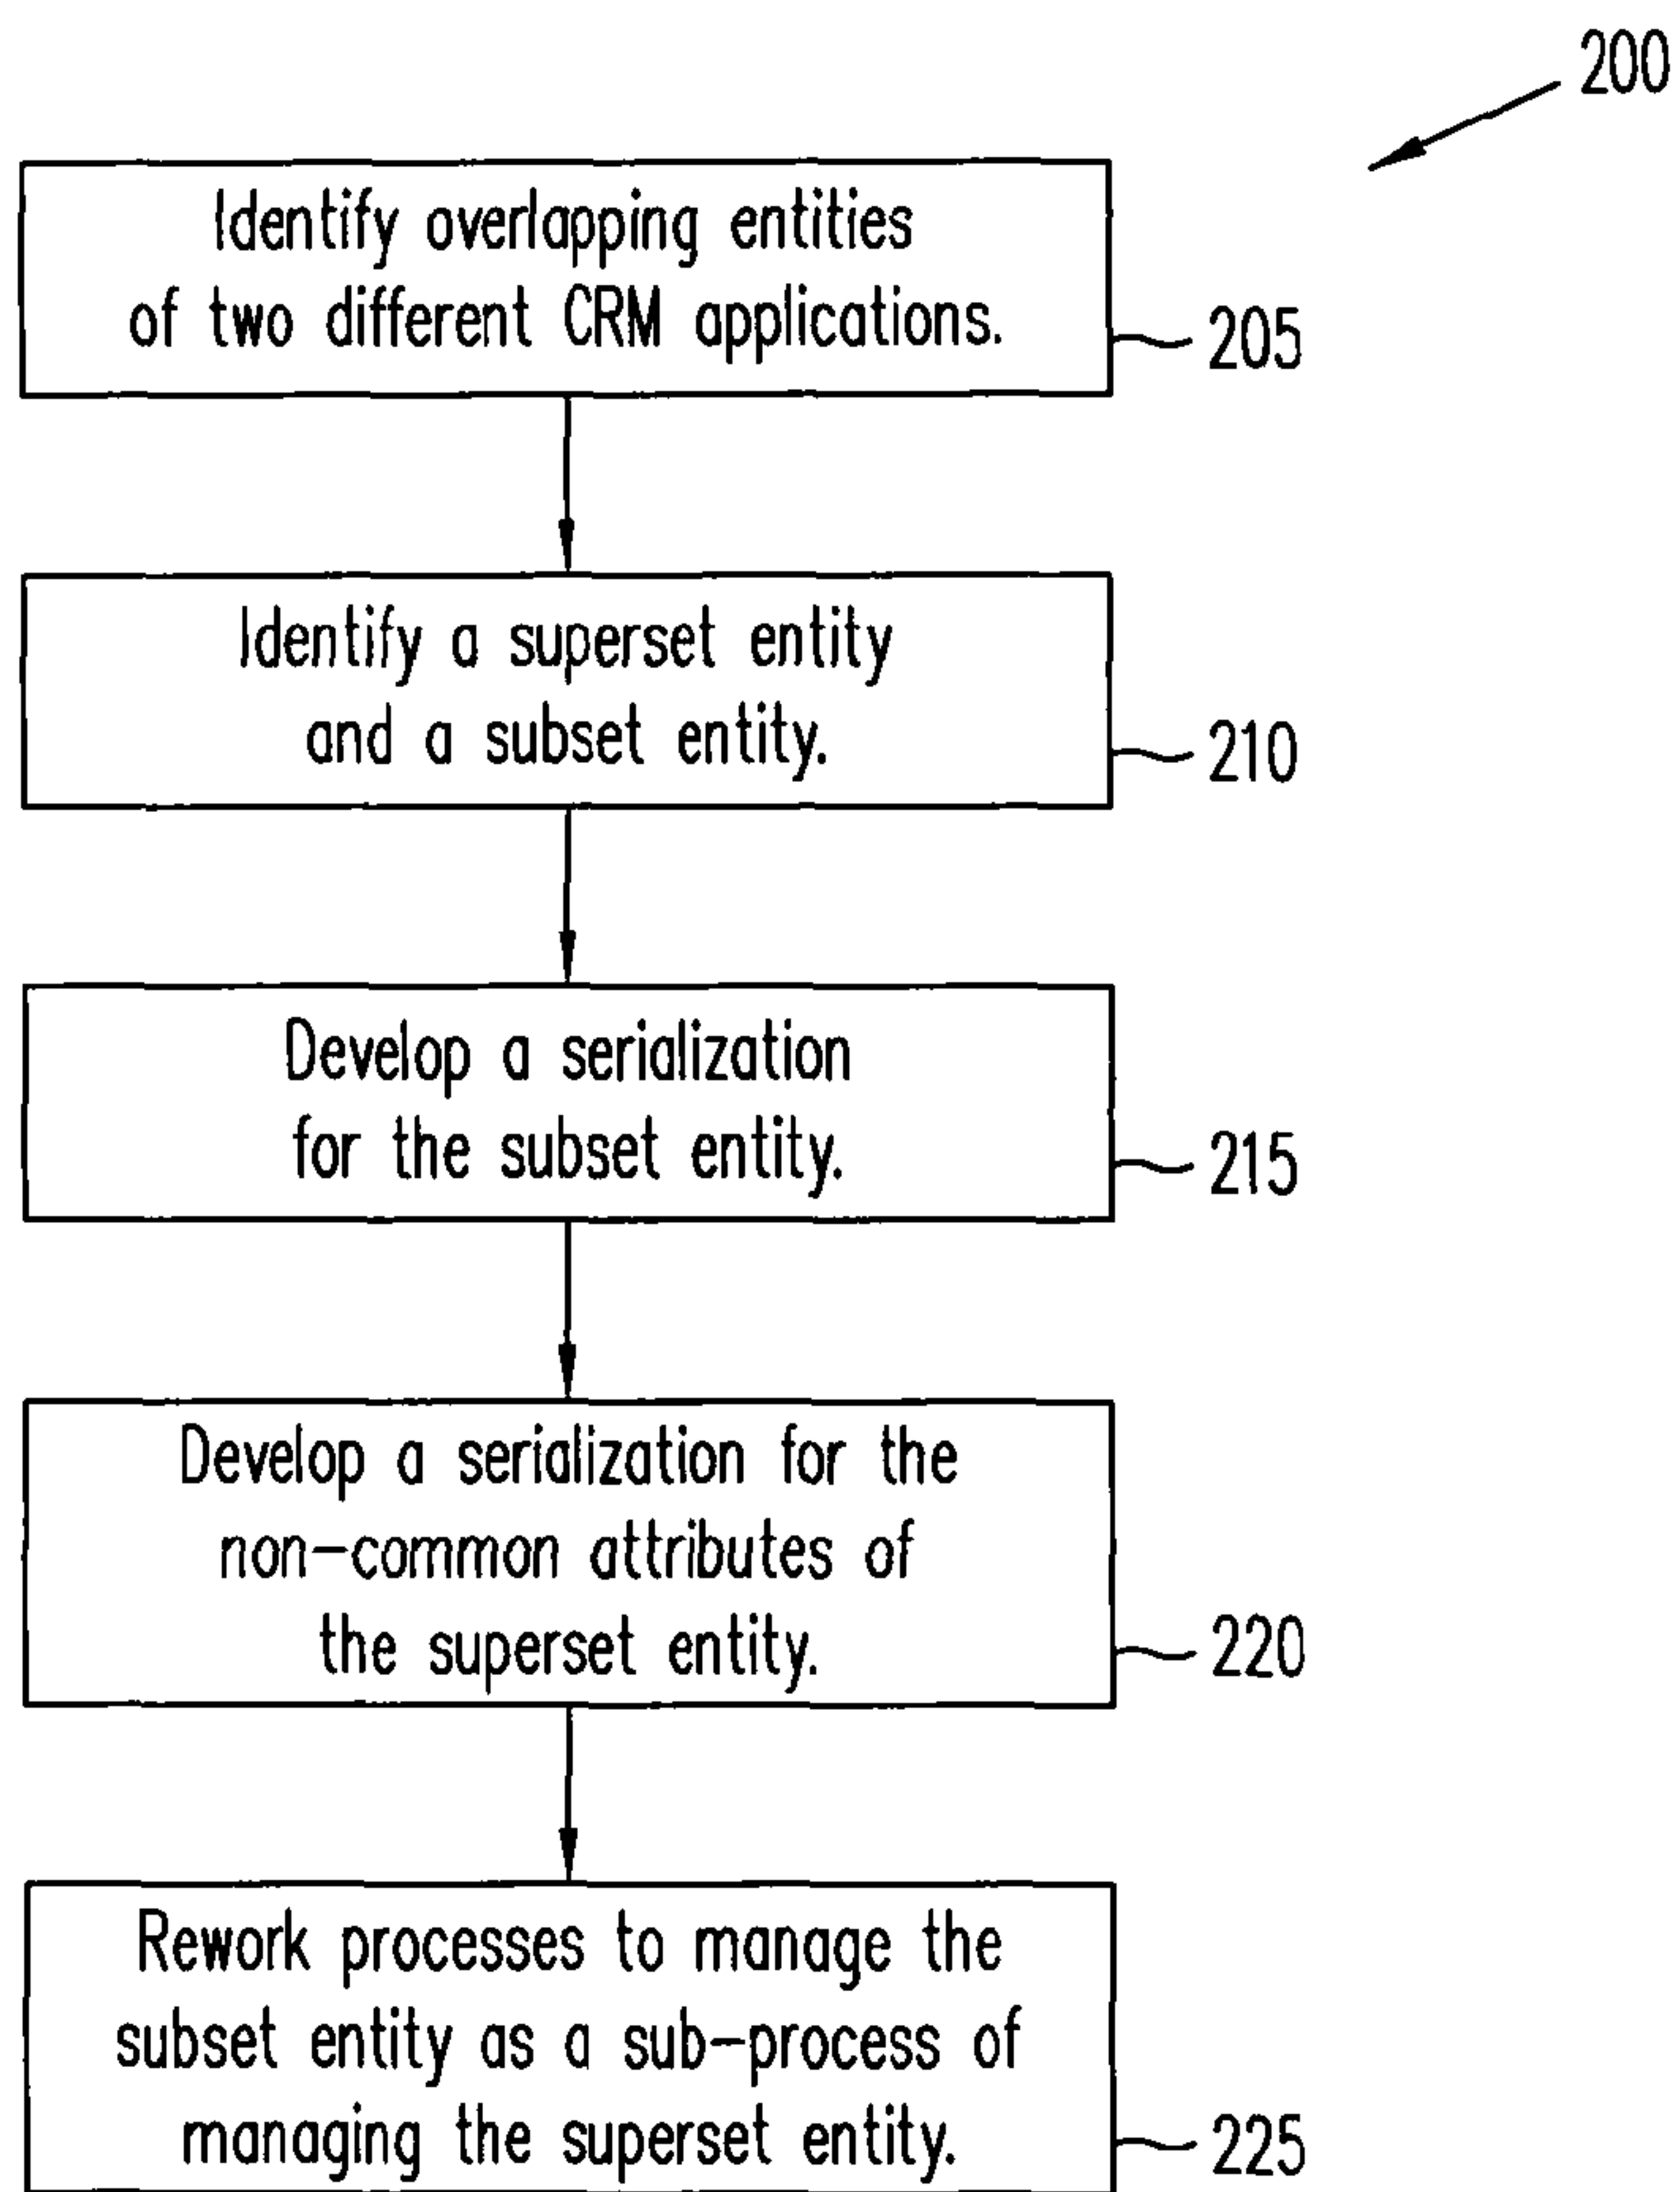 200
Identify overlapping entities
of two different CRM applications.
205
Identify a superset entity
and a subset entity.
210
Develop a serialization
for the subset entity.
215
Develop a serialization for the
non-common attributes of
the superset entity.
220
Rework processes to manage the
subset entity as a sub-process of
managing the superset entity.
225